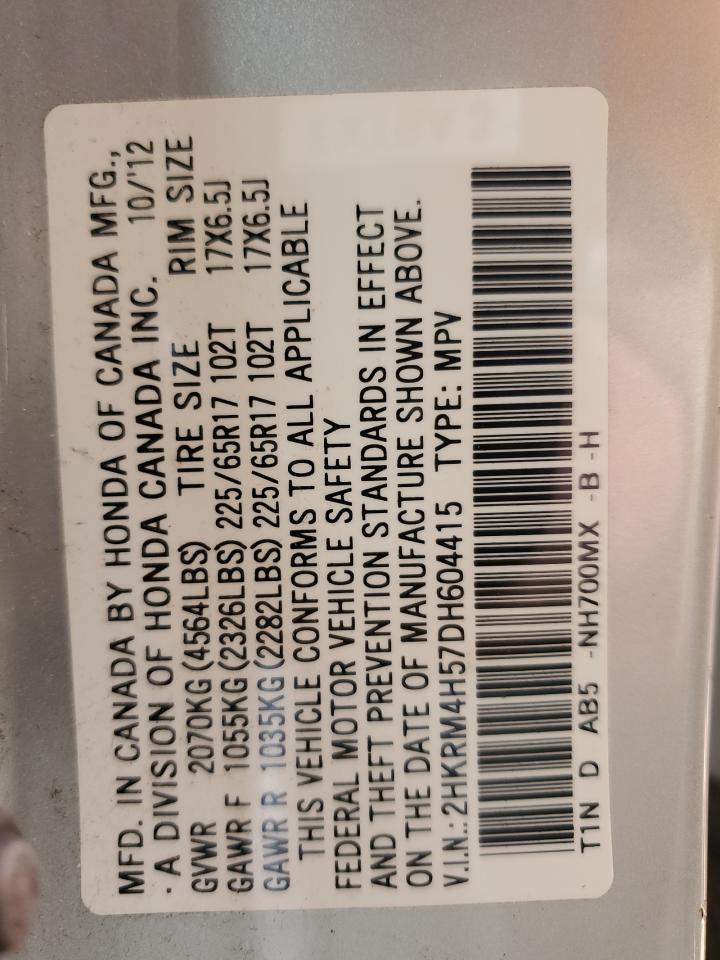 MFD. IN CANADA BY HONDA OF CANADA MFG.,
· A DIVISION OF HONDA CANADA INC. 10/'12
GVWR 2070KG (4564LBS) TIRE SIZE RIM SIZE
GAWR F 1055KG (2326LBS) 225/65R17 102T 17X6.5J
GAWR R 1035KG (2282LBS) 225/65R17 102T 17X6.5J
THIS VEHICLE CONFORMS TO ALL APPLICABLE
FEDERAL MOTOR VEHICLE SAFETY
AND THEFT PREVENTION STANDARDS IN EFFECT
ON THE DATE OF MANUFACTURE SHOWN ABOVE.
V.I.N.: 2HKRM4H57DH604415 TYPE: MPV
T1N D AB5 -NH700MX -B -H